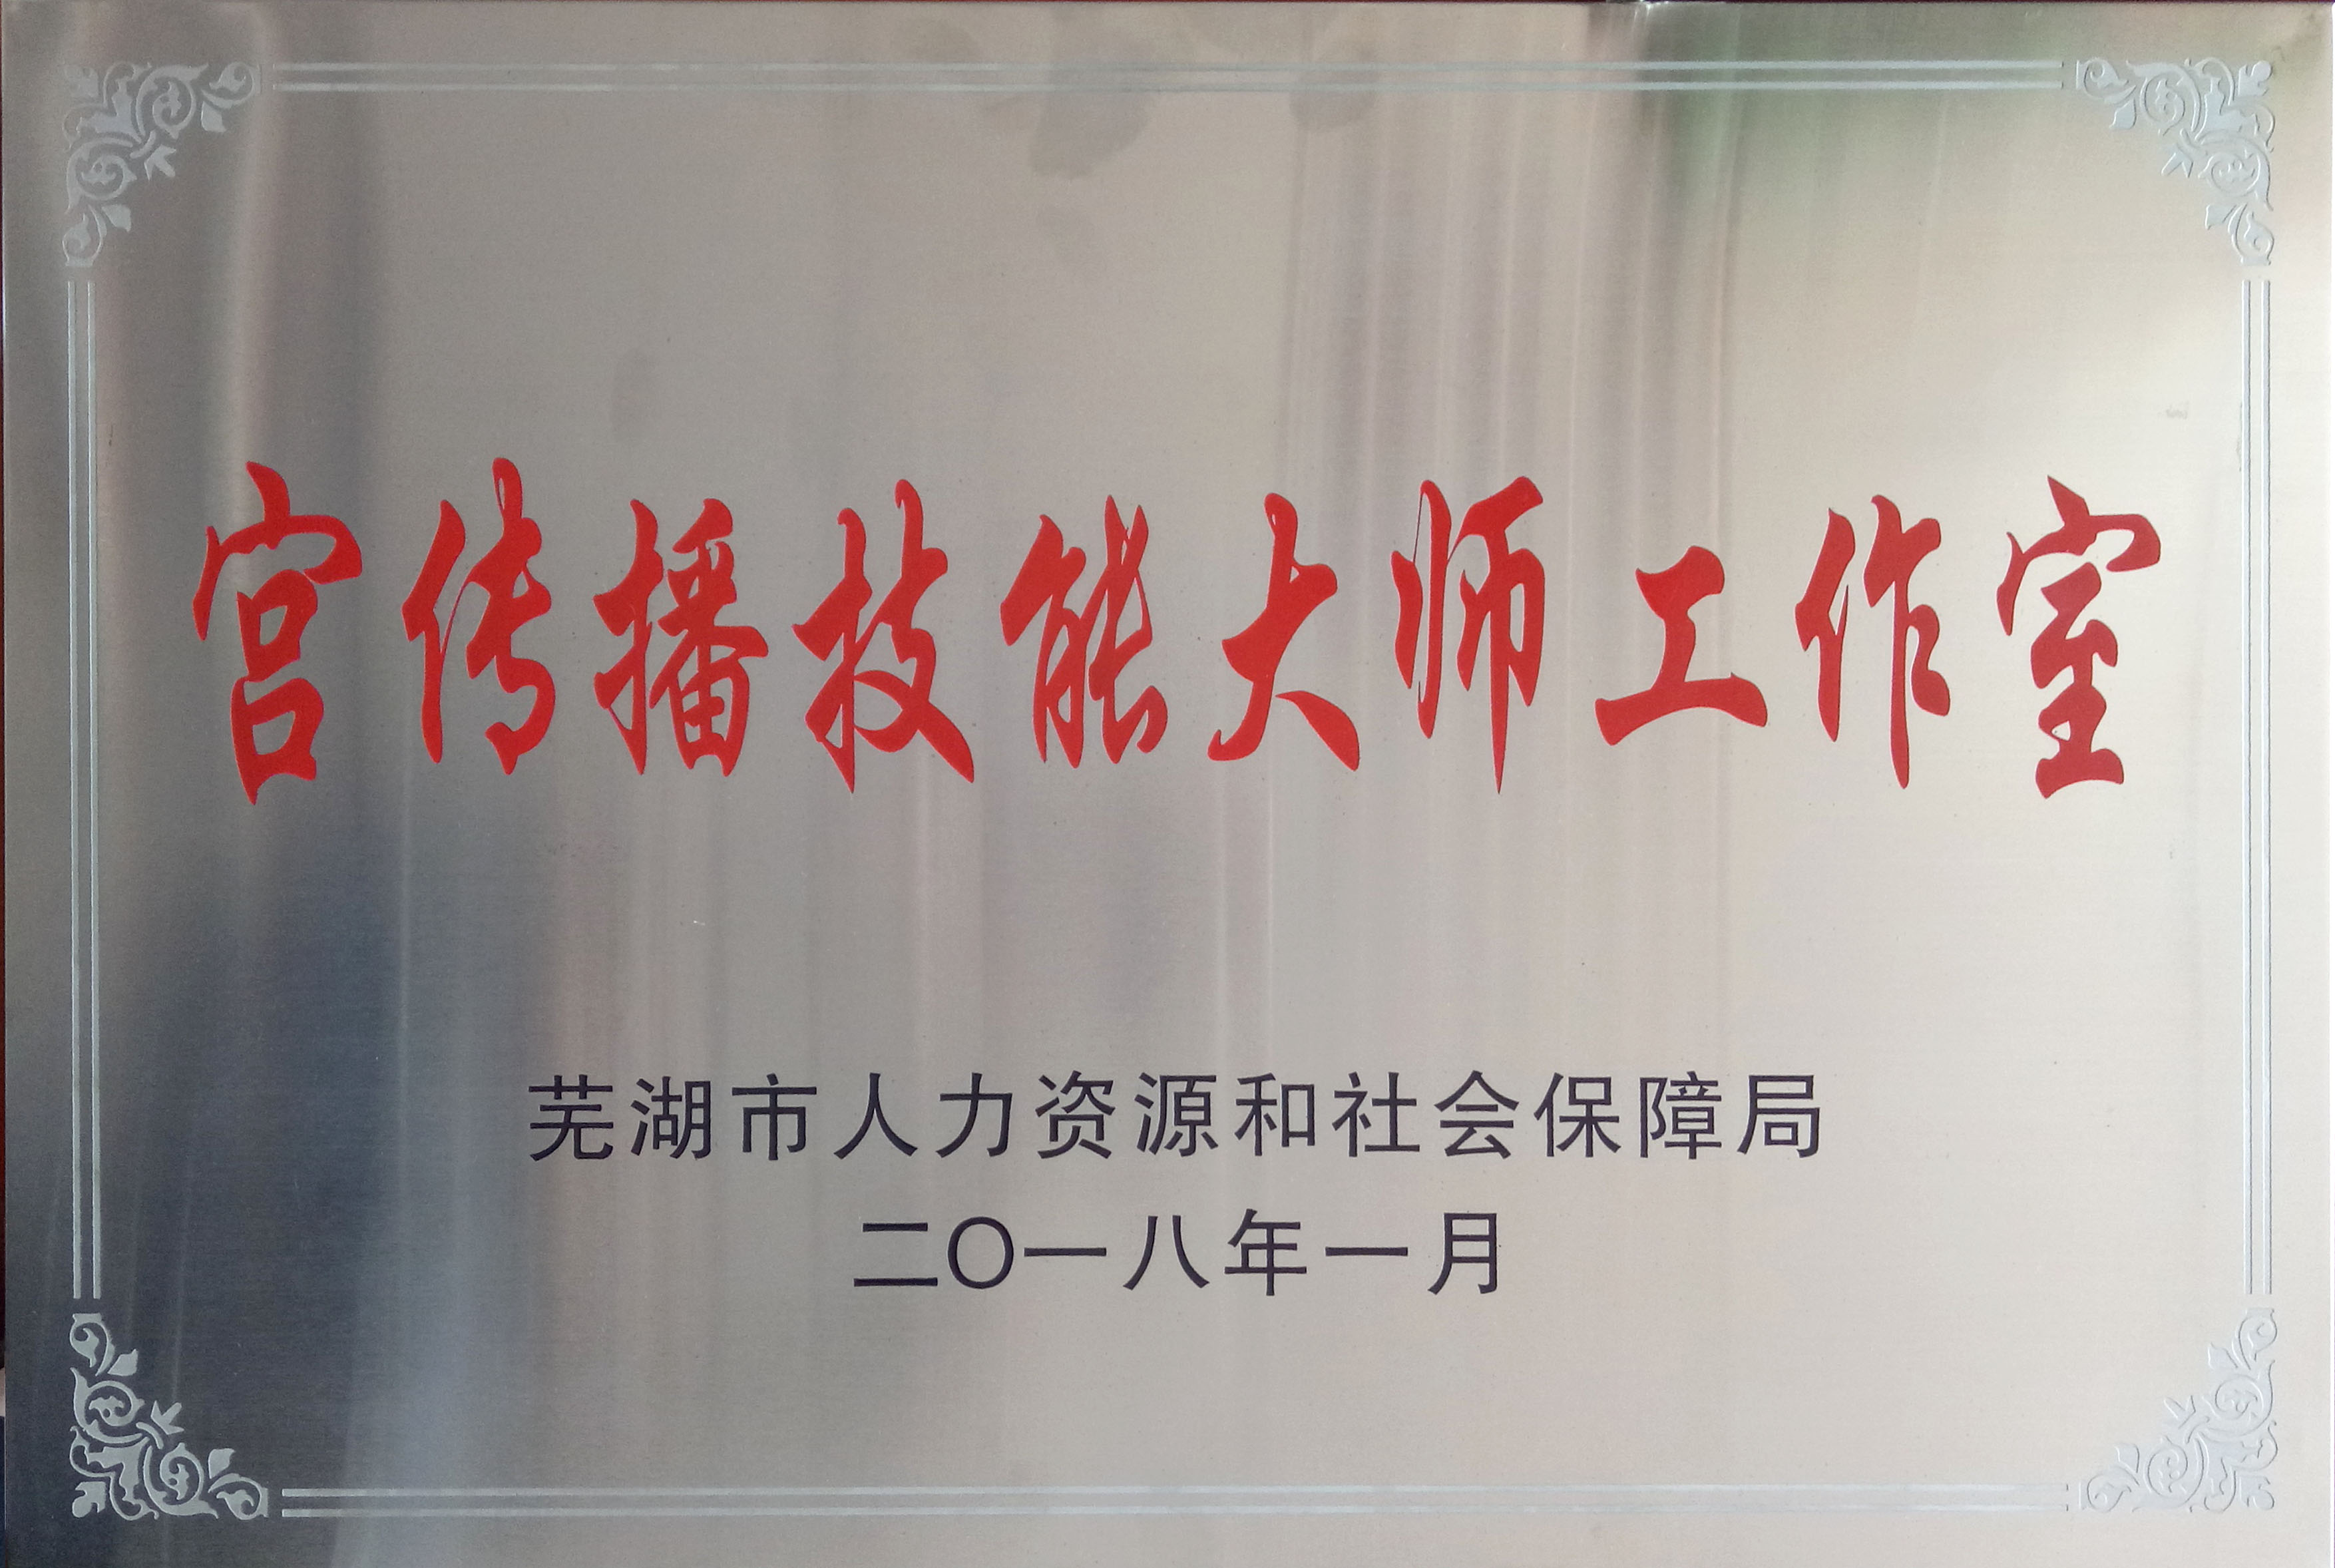 宫传播技能大师工作室
芜湖市人力资源和社会保障局
二〇一八年一月